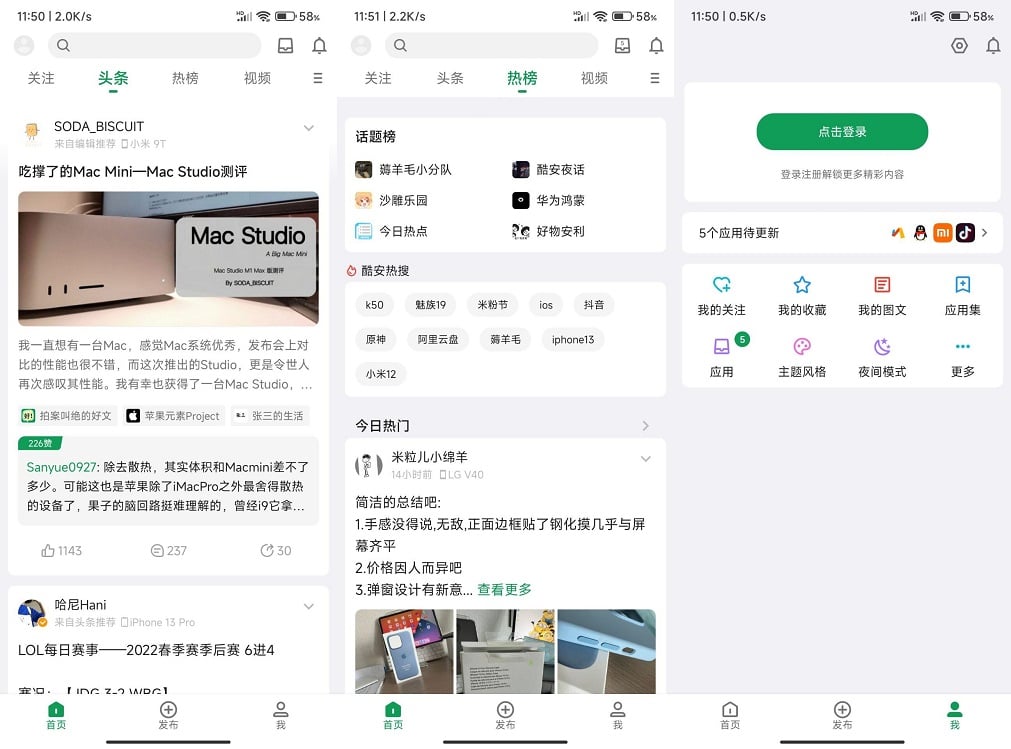 11:50 | 2.0K/s
HD
58%
关注
头条
热榜
视频
SODA_BISCUIT
来自编辑推荐 小米 9T
吃撑了的Mac Mini—Mac Studio测评
Mac Studio
A Big Mac Mini
Mac Studio M1 Max 版测评
By SODA_BISCUIT
我一直想有一台Mac，感觉Mac系统优秀，发布会上对
比的性能也很不错，而这次推出的Studio，更是令世人
再次感叹其性能。我有幸也获得了一台Mac Studio，...
好! 拍案叫绝的好文
苹果元素Project
张三的生活
226赞
Sanyue0927: 除去散热，其实体积和Macmini差不了
多少。可能这也是苹果除了iMacPro之外最舍得散热
的设备了，果子的脑回路挺难理解的，曾经i9它拿...
1143
237
30
哈尼Hani
来自头条推荐 iPhone 13 Pro
LOL每日赛事——2022春季赛季后赛 6进4
赛况：【JDG 3-2 WBG】
首页
发布
我
11:51 | 2.2K/s
HD
58%
5
关注
头条
热榜
视频
话题榜
薅羊毛小分队
酷安夜话
沙雕乐园
华为鸿蒙
今日热点
好物安利
酷安热搜
k50
魅族19
米粉节
ios
抖音
原神
阿里云盘
薅羊毛
iphone13
小米12
今日热门
米粒儿小绵羊
14小时前 LG V40
简洁的总结吧:
1.手感没得说,无敌,正面边框贴了钢化摸几乎与屏
幕齐平
2.价格因人而异吧
3.弹窗设计有新意... 查看更多
首页
发布
我
11:50 | 0.5K/s
HD
58%
点击登录
登录注册解锁更多精彩内容
5个应用待更新
mi
我的关注
我的收藏
我的图文
应用集
5
应用
主题风格
夜间模式
更多
首页
发布
我